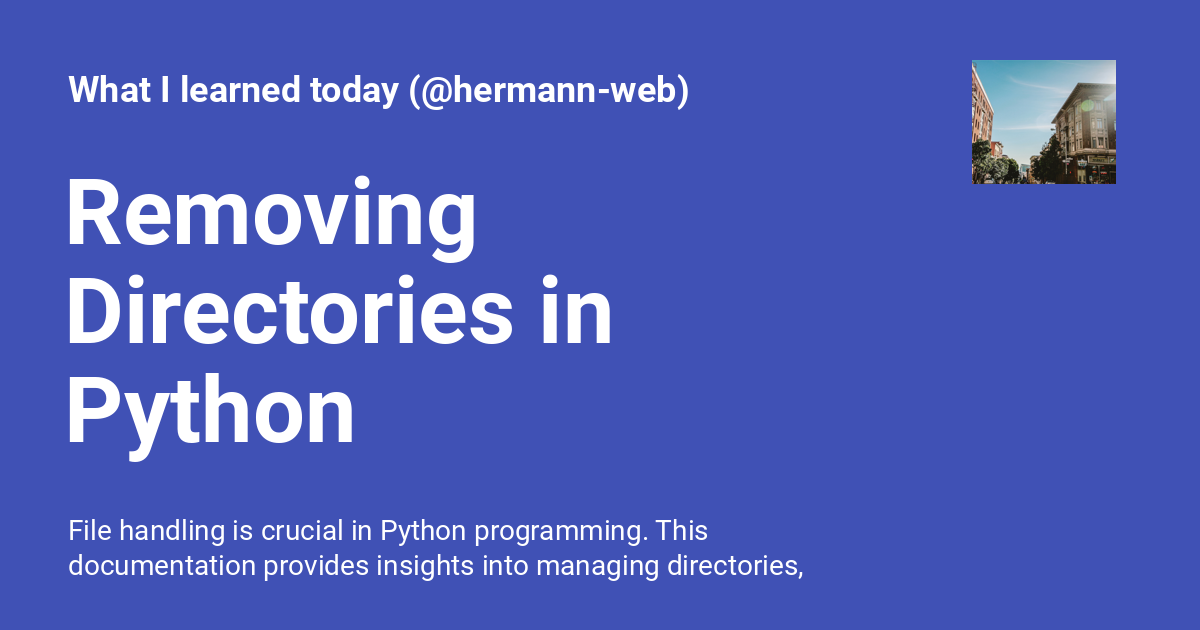 What I learned today (@hermann-web)
Removing
Directories in
Python
File handling is crucial in Python programming. This
documentation provides insights into managing directories,